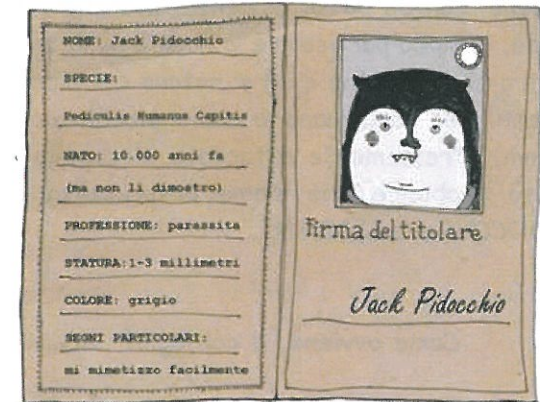 NOME: Jack Pidocchio
SPECIE:
Pediculis Humanus Capitis
NATO: 10.000 anni fa
(ma non li dimostro)
PROFESSIONE: parassita
STATURA:1-3 millimetri
COLORE: grigio
SEGNI PARTICOLARI:
mi mimetizzo facilmente
Firma del titolare
Jack Pidocchio